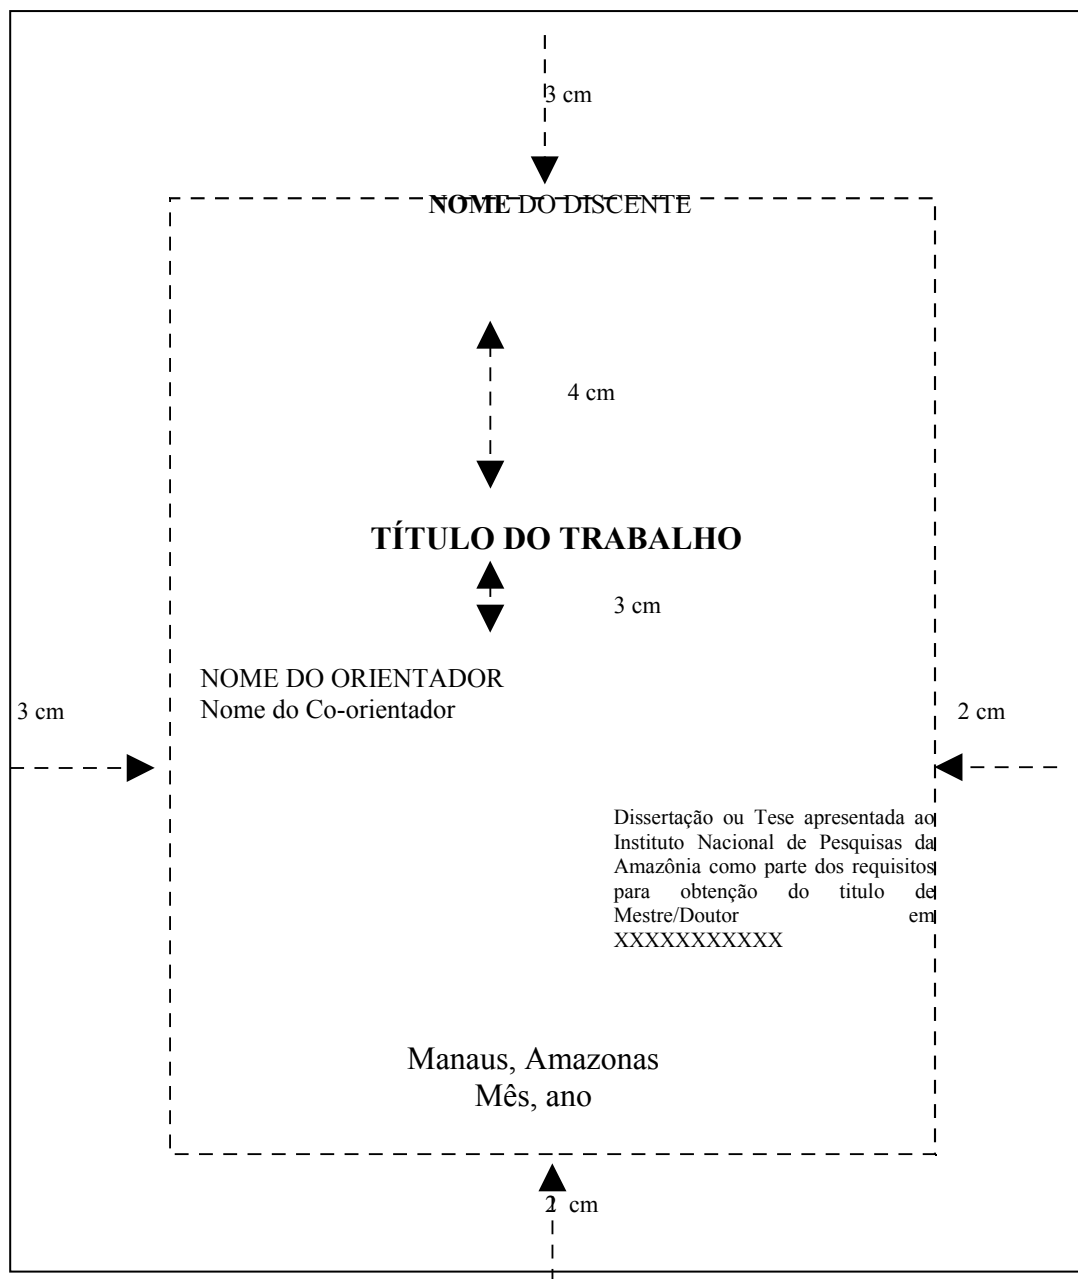 3 cm
NOME DO DISCENTE
4 cm
TÍTULO DO TRABALHO
3 cm
NOME DO ORIENTADOR
Nome do Co-orientador
3 cm
2 cm
Dissertação ou Tese apresentada ao
Instituto Nacional de Pesquisas da
Amazônia como parte dos requisitos
para obtenção do titulo de
Mestre/Doutor em
XXXXXXXXXXX
Manaus, Amazonas
Mês, ano
2 cm